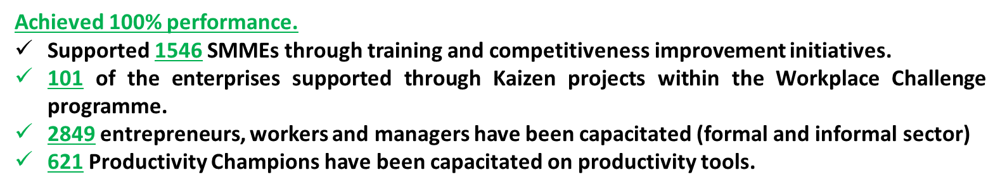 Achieved 100% performance.
✓ Supported 1546 SMMEs through training and competitiveness improvement initiatives.
✓ 101 of the enterprises supported through Kaizen projects within the Workplace Challenge
programme.
✓ 2849 entrepreneurs, workers and managers have been capacitated (formal and informal sector)
✓ 621 Productivity Champions have been capacitated on productivity tools.